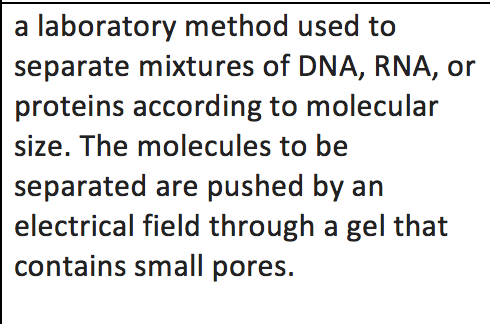 a laboratory method used to
separate mixtures of DNA, RNA, or
proteins according to molecular
size. The molecules to be
separated are pushed by an
electrical field through a gel that
contains small pores.